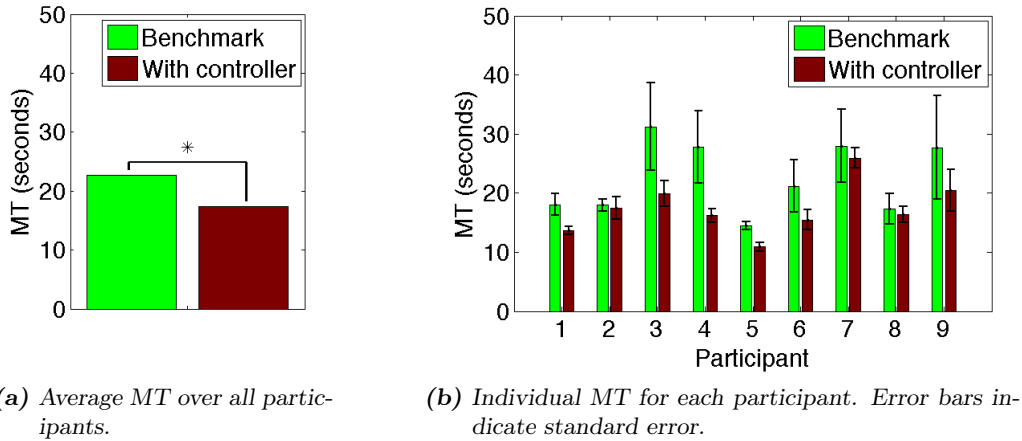 50
40
30
20
10
0
MT (seconds)
Benchmark
With controller
*
50
40
30
20
10
0
MT (seconds)
Benchmark
With controller
1 2 3 4 5 6 7 8 9
Participant
a) Average MT over all partic-
ipants.
(b) Individual MT for each participant. Error bars in-
dicate standard error.